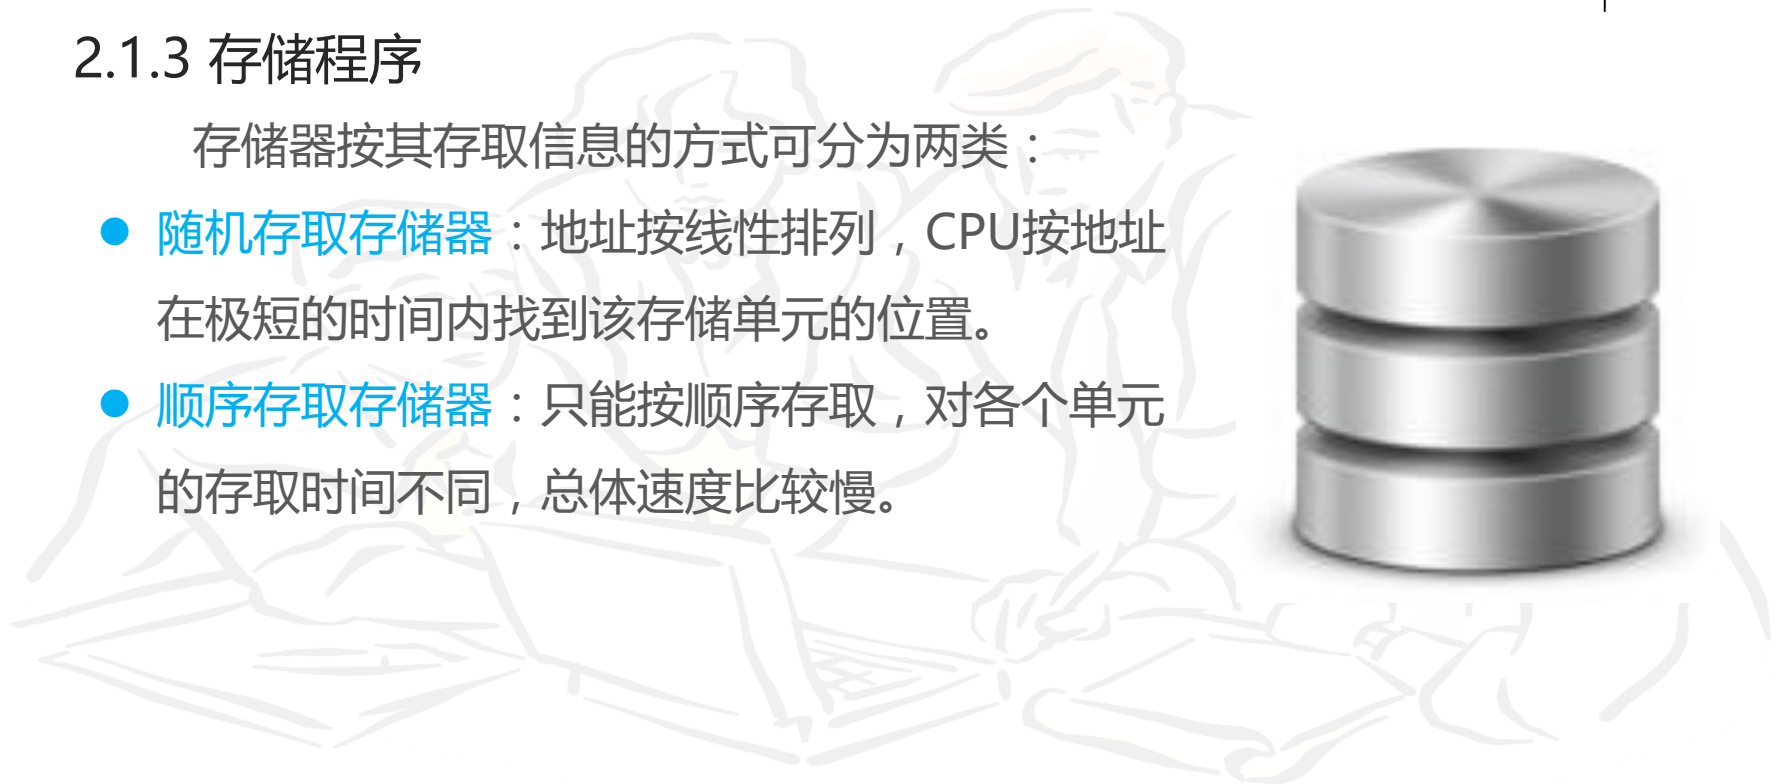 2.1.3 存储程序
存储器按其存取信息的方式可分为两类：
随机存取存储器：地址按线性排列，CPU按地址
在极短的时间内找到该存储单元的位置。
顺序存取存储器：只能按顺序存取，对各个单元
的存取时间不同，总体速度比较慢。